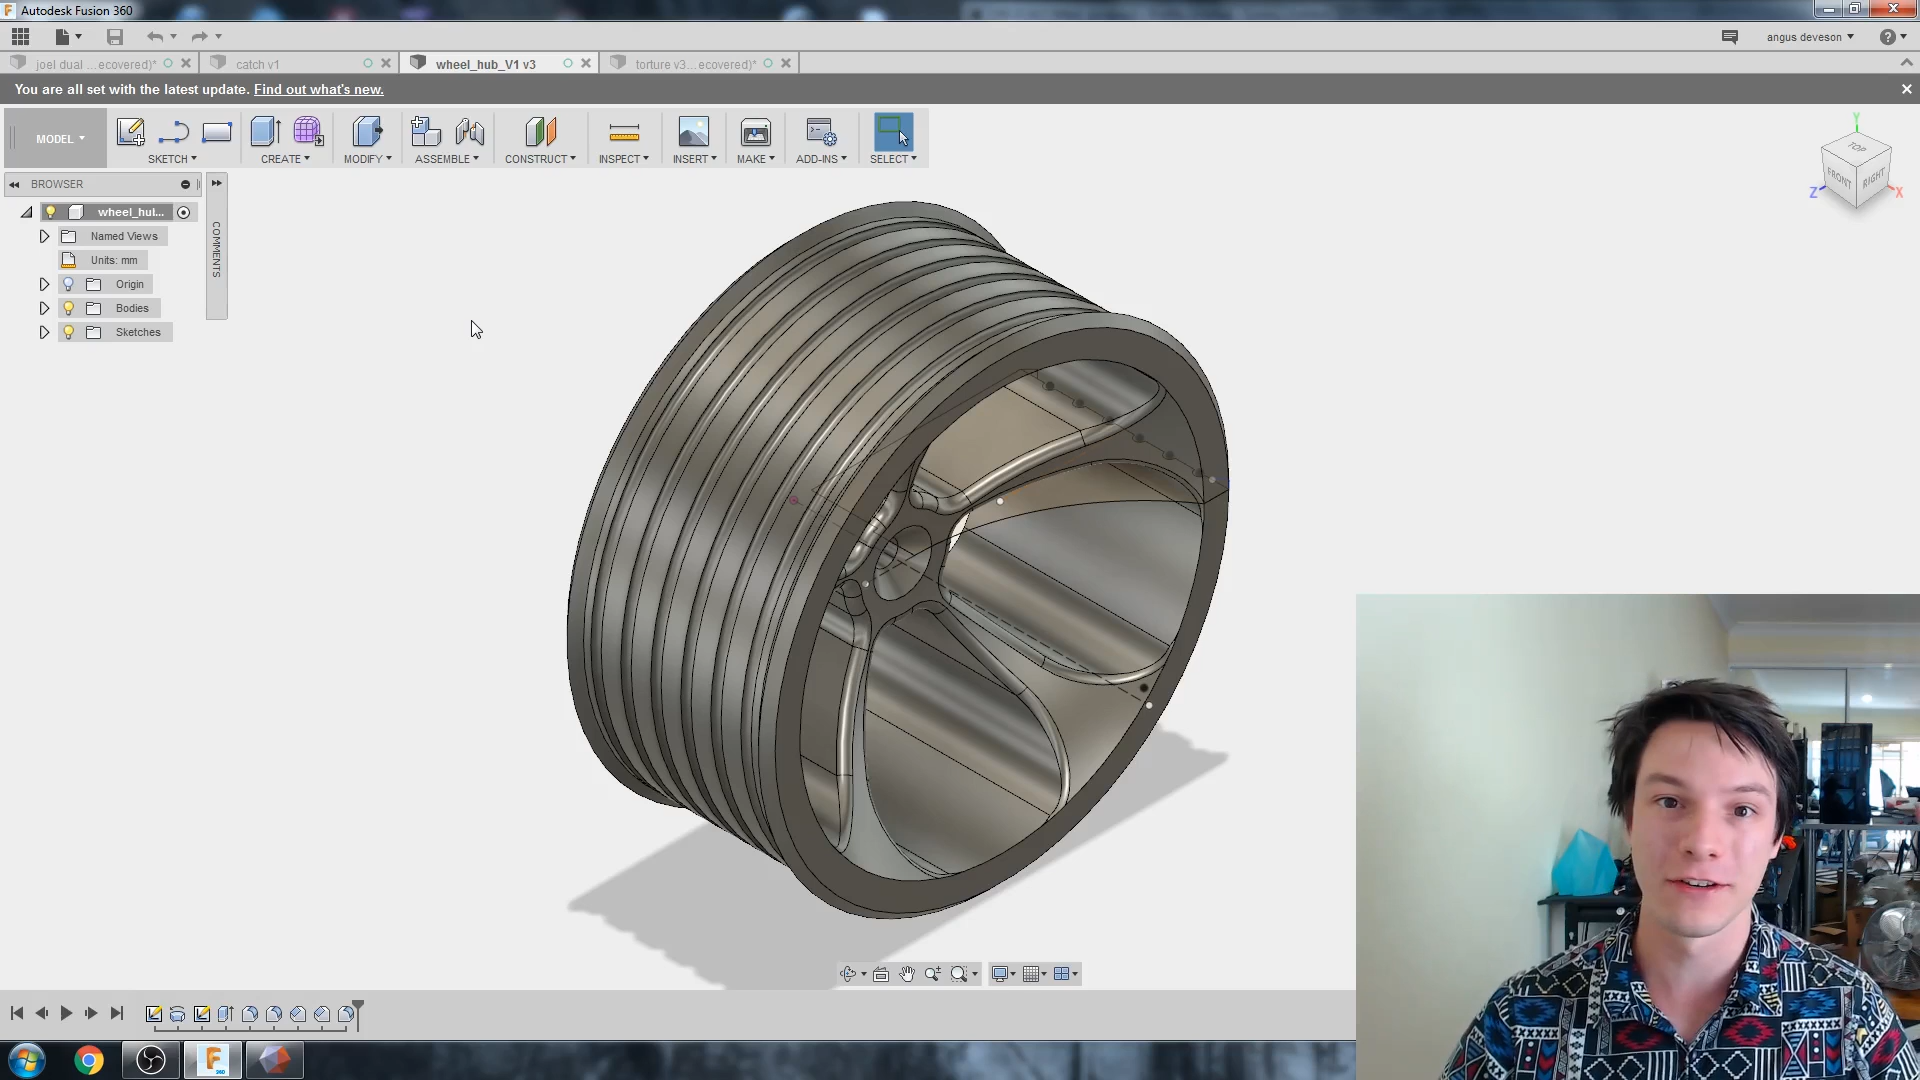 Autodesk Fusion 360
angus deveson
joel dual ...ecovered)*
catch v1
wheel_hub_V1 v3
torture v3...ecovered)*
You are all set with the latest update. Find out what's new.
MODEL
SKETCH
CREATE
MODIFY
ASSEMBLE
CONSTRUCT
INSPECT
INSERT
MAKE
ADD-INS
SELECT
Y
TOP
FRONT
RIGHT
Z
X
BROWSER
COMMENTS
wheel_hul...
Named Views
Units: mm
Origin
Bodies
Sketches